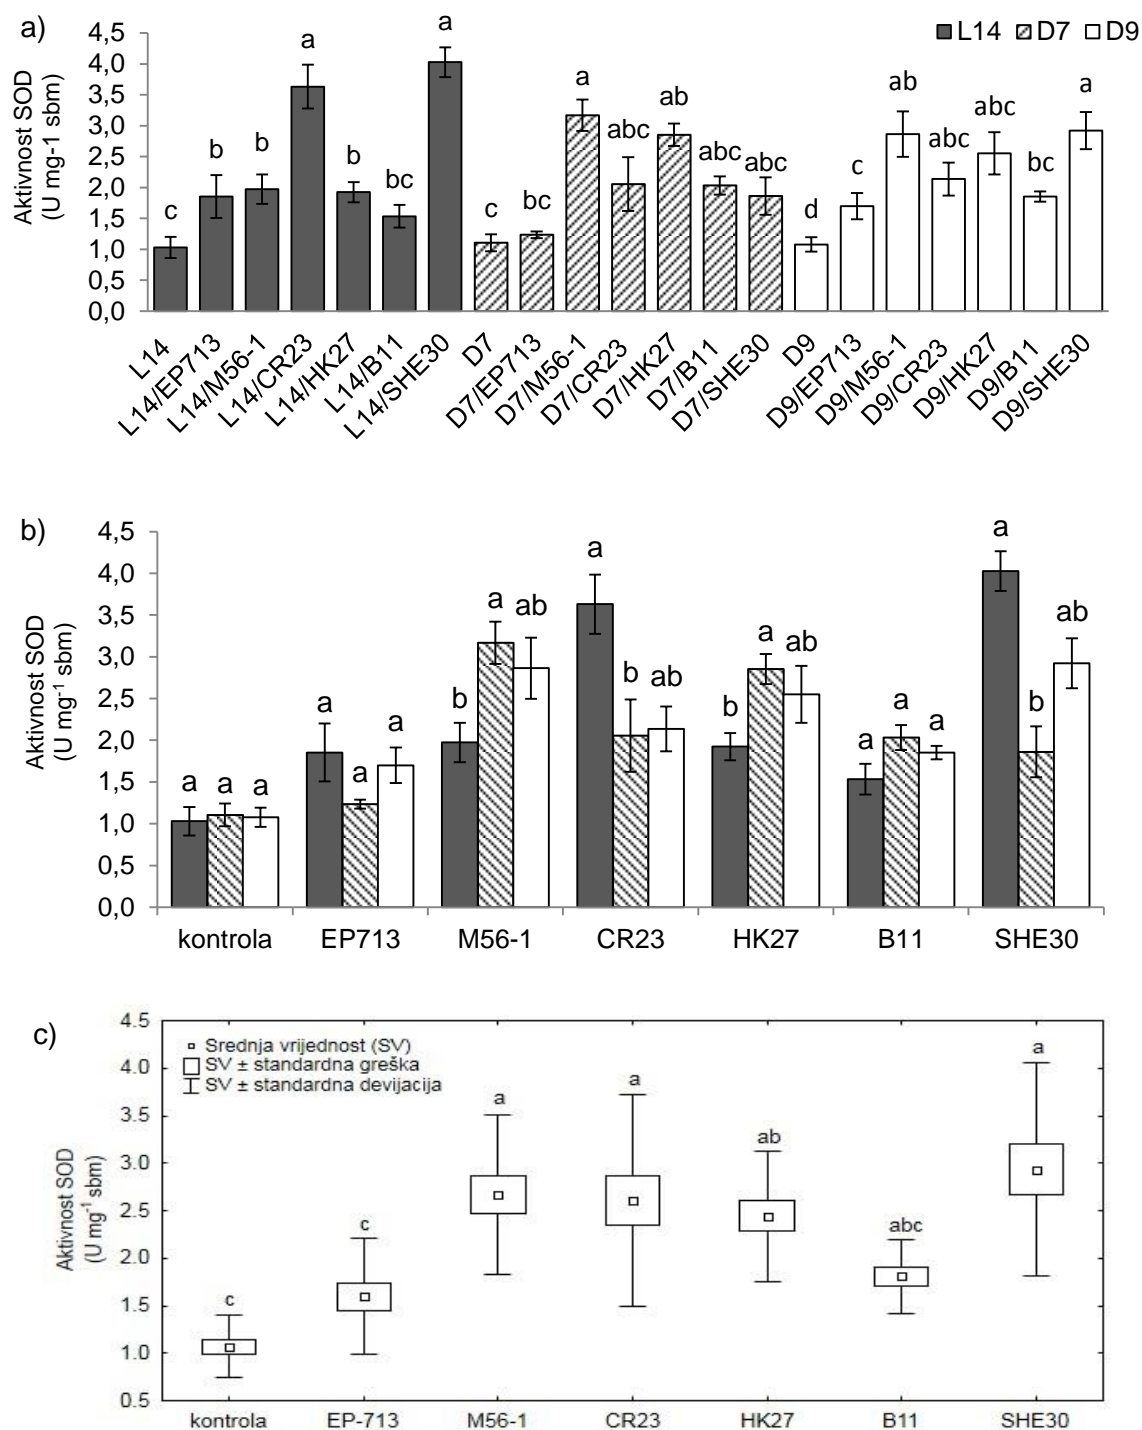 a)
L14 D7 D9
Aktivnost SOD
(U mg-1 sbm)
4,5
4,0
3,5
3,0
2,5
2,0
1,5
1,0
0,5
0,0
c b b a b bc a c bc a abc ab abc abc d c ab abc abc bc a
L14
L14/EP713
L14/M56-1
L14/CR23
L14/HK27
L14/B11
L14/SHE30
D7
D7/EP713
D7/M56-1
D7/CR23
D7/HK27
D7/B11
D7/SHE30
D9
D9/EP713
D9/M56-1
D9/CR23
D9/HK27
D9/B11
D9/SHE30
b)
Aktivnost SOD
(U mg-1 sbm)
4,5
4,0
3,5
3,0
2,5
2,0
1,5
1,0
0,5
0,0
a a a a a a b a ab a b ab b a ab a a a a b ab
kontrola EP713 M56-1 CR23 HK27 B11 SHE30
c)
Aktivnost SOD
(U mg-1 sbm)
4.5
4.0
3.5
3.0
2.5
2.0
1.5
1.0
0.5
Srednja vrijednost (SV)
SV ± standardna greška
SV ± standardna devijacija
c c a a ab abc a
kontrola EP-713 M56-1 CR23 HK27 B11 SHE30